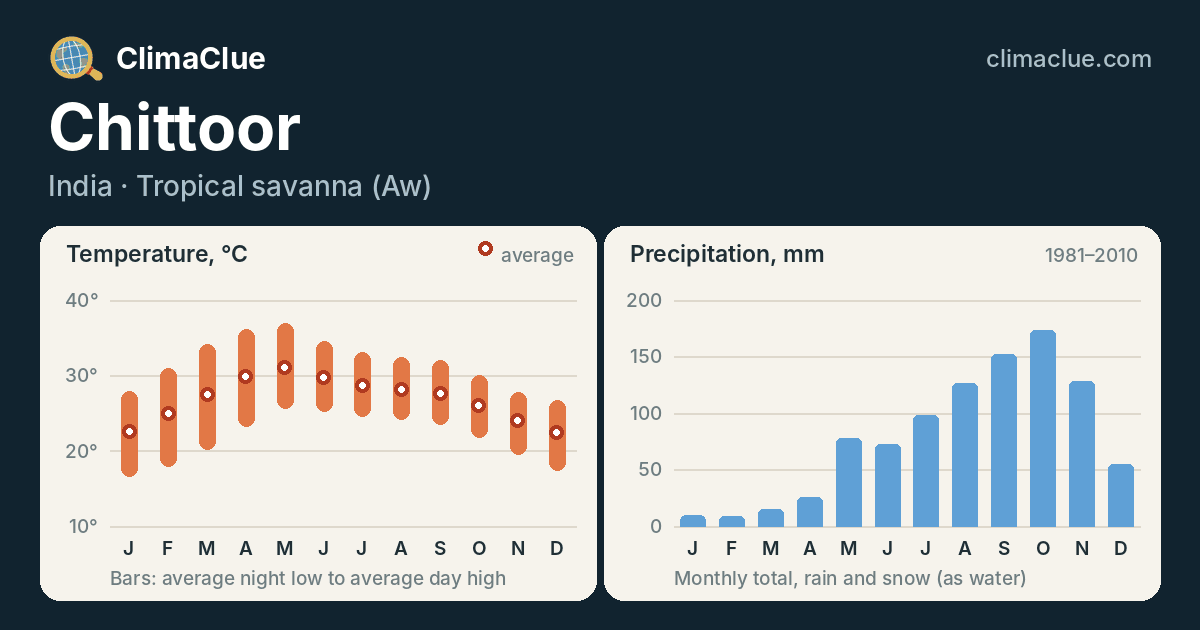 ClimaClue
climaclue.com
Chittoor
India · Tropical savanna (Aw)
Temperature, °C
average
40°
30°
20°
10°
J F M A M J J A S O N D
Bars: average night low to average day high
Precipitation, mm
1981–2010
200
150
100
50
0
J F M A M J J A S O N D
Monthly total, rain and snow (as water)